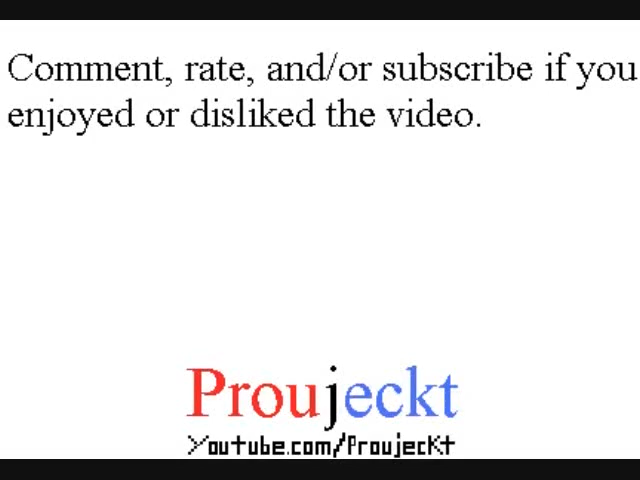 Comment, rate, and/or subscribe if you
enjoyed or disliked the video.
Proujeckt
Youtube.com/Proujeckt